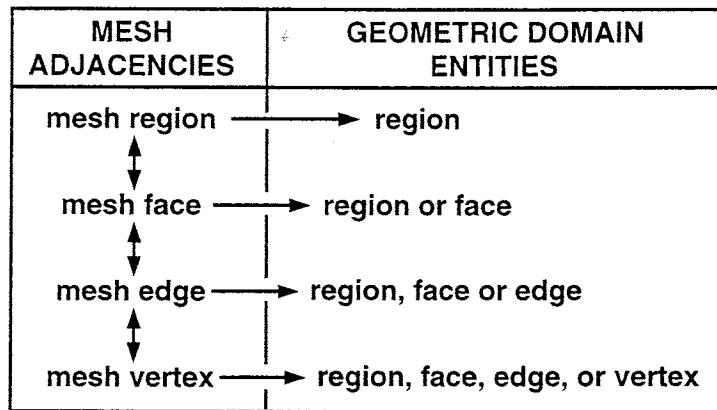 MESH ADJACENCIES
GEOMETRIC DOMAIN ENTITIES
mesh region
region
mesh face
region or face
mesh edge
region, face or edge
mesh vertex
region, face, edge, or vertex